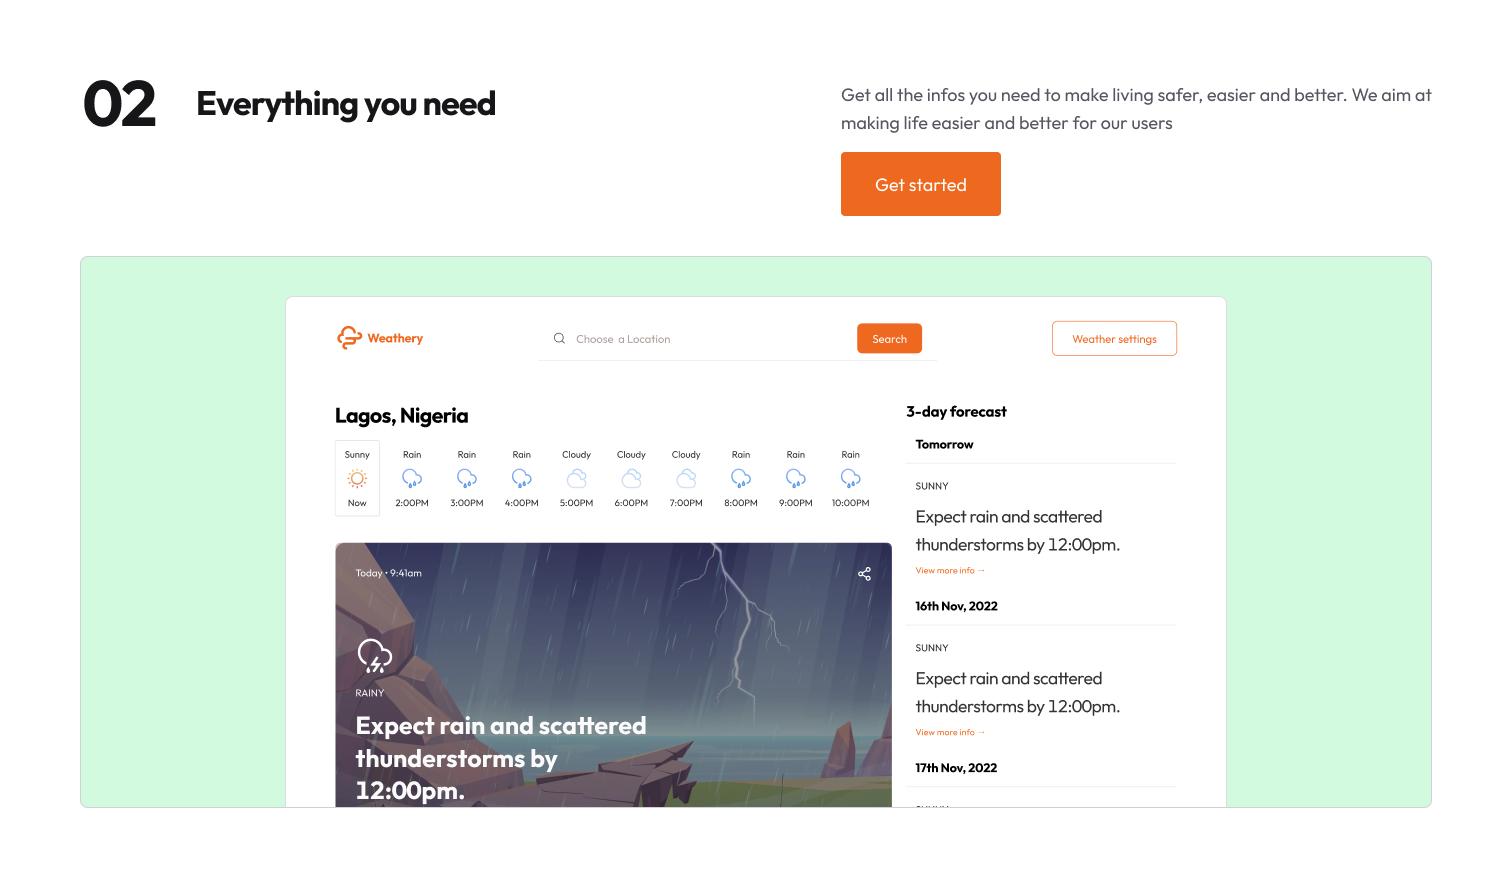 02
Everything you need
Get all the infos you need to make living safer, easier and better. We aim at
making life easier and better for our users
Get started
Weathery
Choose a Location
Search
Weather settings
Lagos, Nigeria
Sunny Rain Rain Rain Cloudy Cloudy Cloudy Rain Rain Rain
Now 2:00PM 3:00PM 4:00PM 5:00PM 6:00PM 7:00PM 8:00PM 9:00PM 10:00PM
Today • 9:41am
RAINY
Expect rain and scattered
thunderstorms by
12:00pm.
3-day forecast
Tomorrow
SUNNY
Expect rain and scattered
thunderstorms by 12:00pm.
View more info →
16th Nov, 2022
SUNNY
Expect rain and scattered
thunderstorms by 12:00pm.
View more info →
17th Nov, 2022